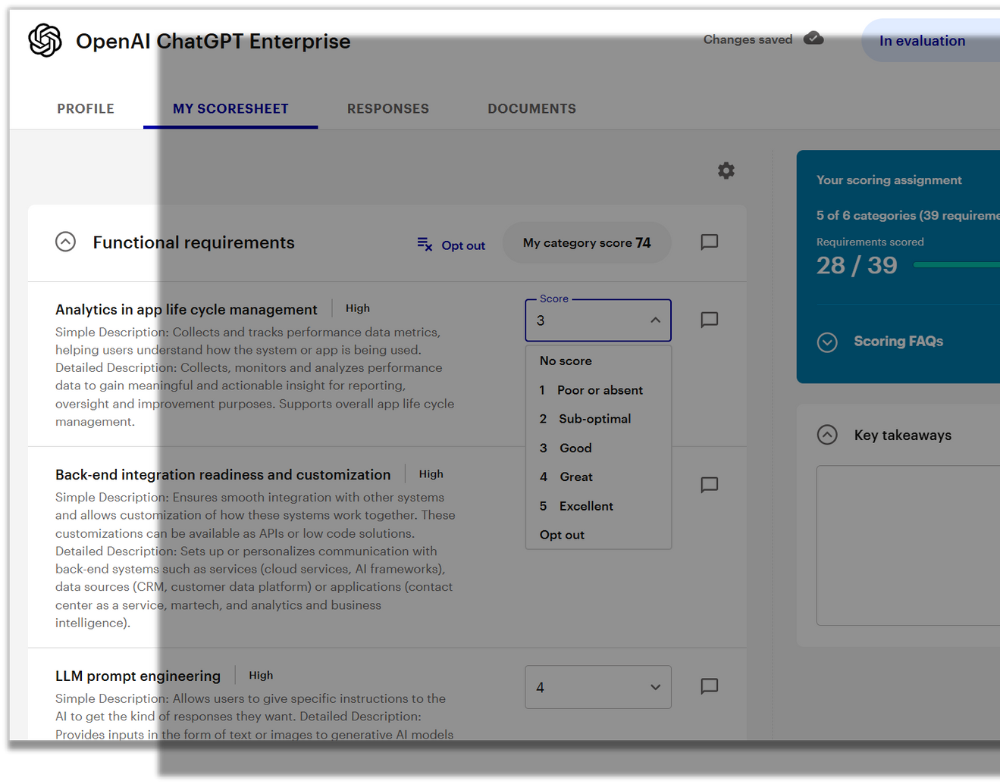 OpenAI ChatGPT Enterprise
Changes saved
In evaluation
PROFILE
MY SCORESHEET
RESPONSES
DOCUMENTS
Functional requirements
Opt out
My category score 74
Analytics in app life cycle management
High
Simple Description: Collects and tracks performance data metrics,
helping users understand how the system or app is being used.
Detailed Description: Collects, monitors and analyzes performance
data to gain meaningful and actionable insight for reporting,
oversight and improvement purposes. Supports overall app life cycle
management.
Score
3
No score
1 Poor or absent
2 Sub-optimal
3 Good
4 Great
5 Excellent
Opt out
Back-end integration readiness and customization
High
Simple Description: Ensures smooth integration with other systems
and allows customization of how these systems work together. These
customizations can be available as APIs or low code solutions.
Detailed Description: Sets up or personalizes communication with
back-end systems such as services (cloud services, AI frameworks),
data sources (CRM, customer data platform) or applications (contact
center as a service, martech, and analytics and business
intelligence).
LLM prompt engineering
High
4
Simple Description: Allows users to give specific instructions to the
AI to get the kind of responses they want. Detailed Description:
Provides inputs in the form of text or images to generative AI models
Your scoring assignment
5 of 6 categories (39 requireme
Requirements scored
28 / 39
Scoring FAQs
Key takeaways